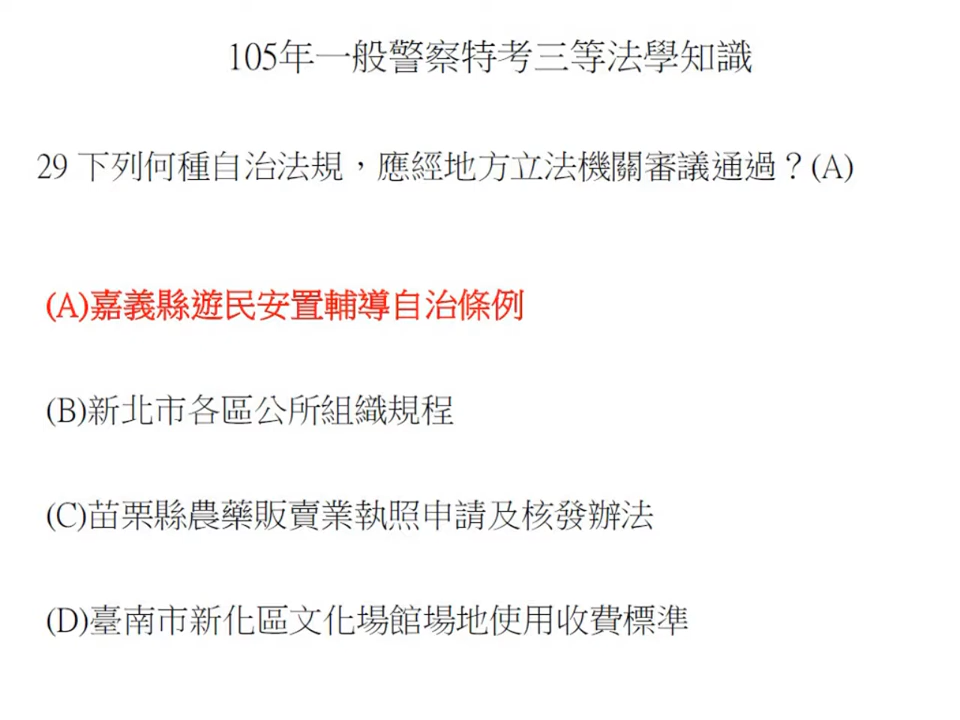 105年一般警察特考三等法學知識
29 下列何種自治法規，應經地方立法機關審議通過？(A)
(A)嘉義縣遊民安置輔導自治條例
(B)新北市各區公所組織規程
(C)苗栗縣農藥販賣業執照申請及核發辦法
(D)臺南市新化區文化場館場地使用收費標準